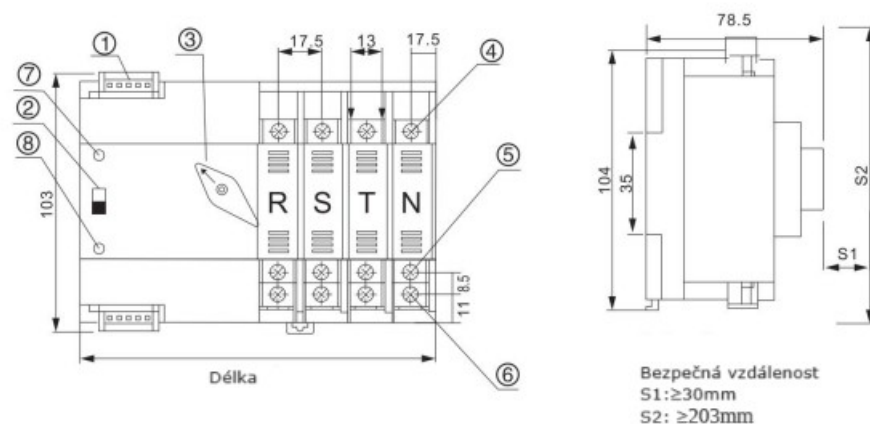 ① ③ 17.5 13 17.5 ④
⑦
②
⑧
103
R S T N
⑤
8.5
11
⑥
Délka
78.5
104
35
S2
S1
Bezpečná vzdálenost
S1:≥30mm
S2: ≥203mm